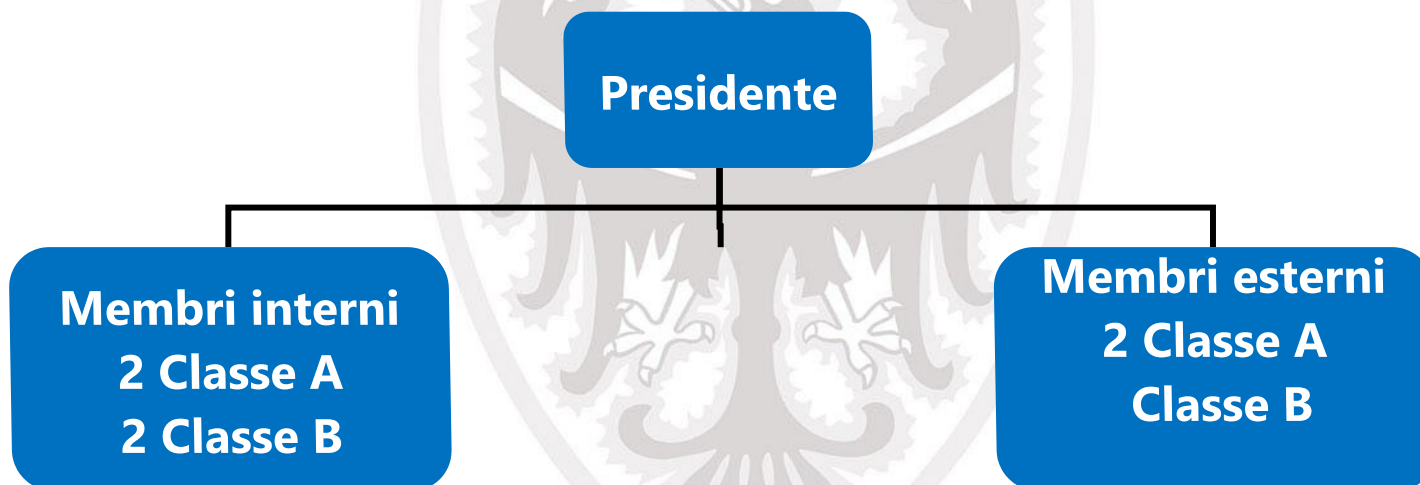 Presidente
Membri interni
2 Classe A
2 Classe B
Membri esterni
2 Classe A
Classe B